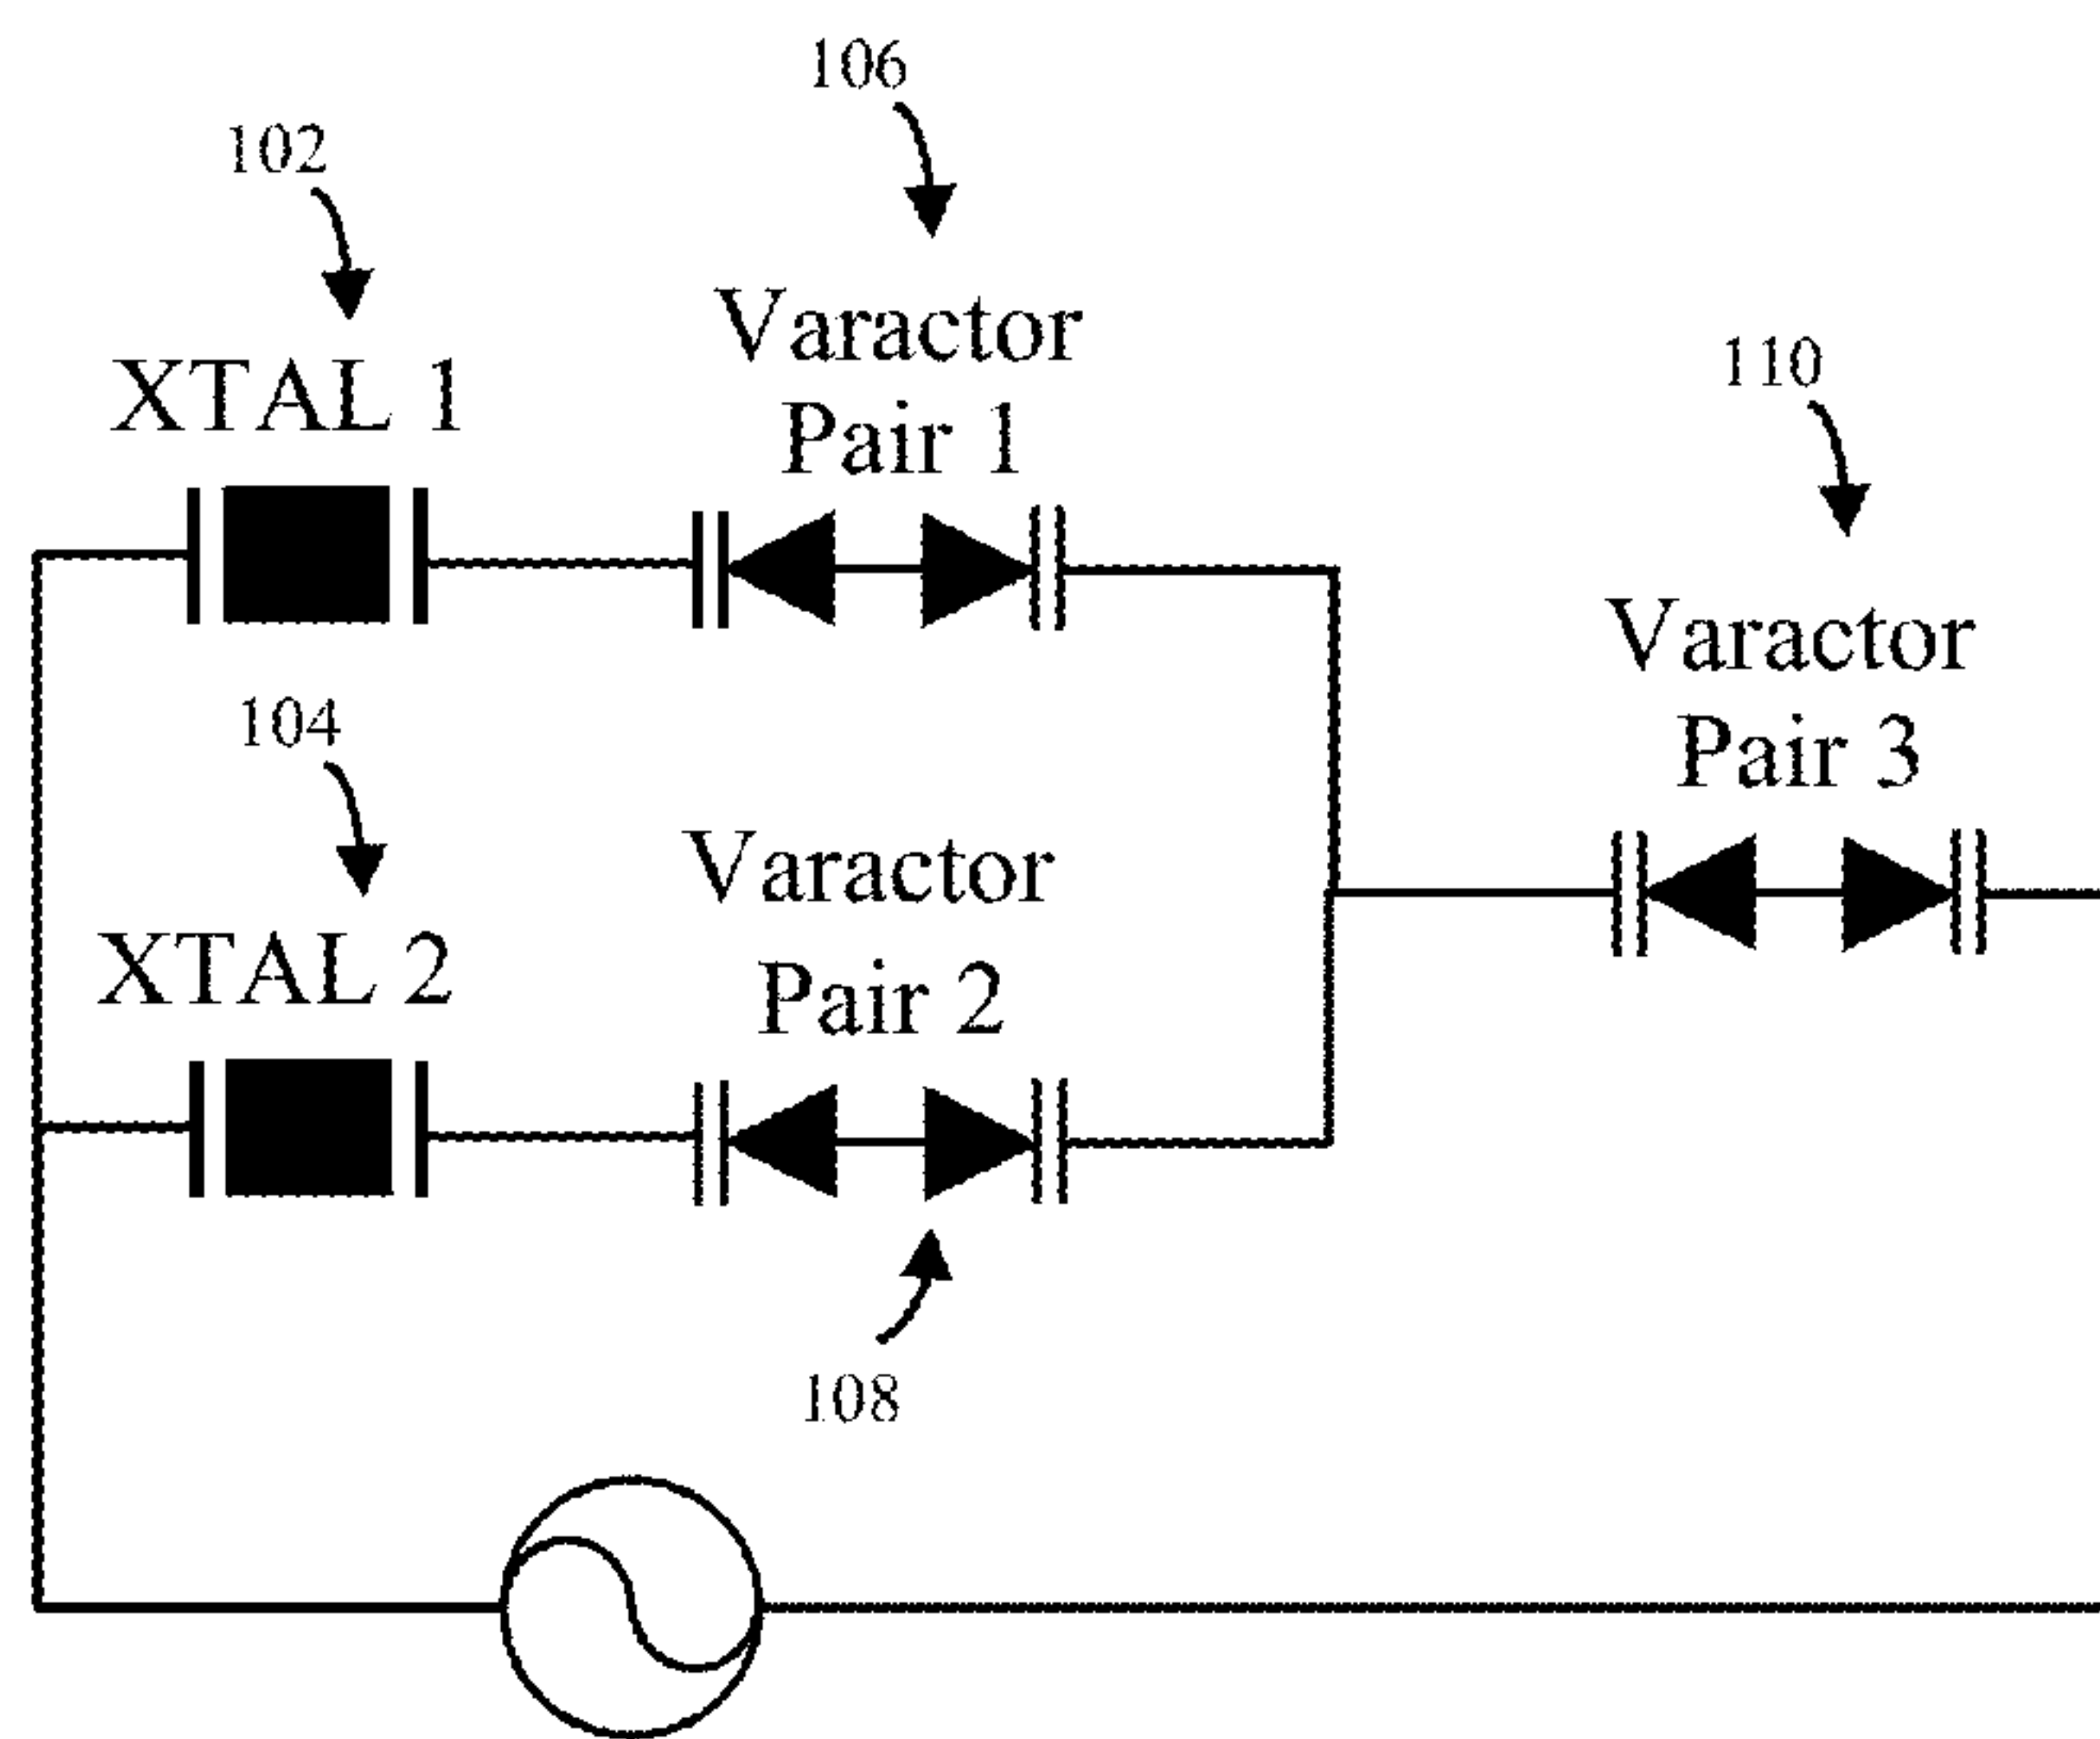 106
102
Varactor
Pair 1
XTAL 1
110
Varactor
Pair 3
104
Varactor
Pair 2
XTAL 2
108